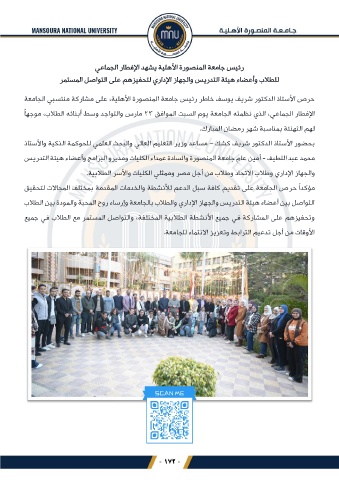 MANSOURA NATIONAL UNIVERSITY
جامعة المنصورة الأهلية
MNU
رئيس جامعة المنصورة الأهلية يشهد الإفطار الجماعي
للطلاب وأعضاء هيئة التدريس والجهاز الإداري لتحفيزهم على التواصل المستمر
حرص الأستاذ الدكتور شريف يوسف خاطر رئيس جامعة المنصورة الأهلية، على مشاركة منتسبي الجامعة
الإفطار الجماعي، الذي نظمته الجامعة يوم السبت الموافق ٢٣ مارس والتواجد وسط أبنائه الطلاب، موجهاً
لهم التهنئة بمناسبة شهر رمضان المبارك.
بحضور الأستاذ الدكتور شريف كشك – مساعد وزير التعليم العالي والبحث العلمي للحوكمة الذكية والأستاذ
محمد عبد اللطيف - أمين عام جامعة المنصورة والسادة عمداء الكليات ومديرو البرامج وأعضاء هيئة التدريس
والجهاز الإداري وطلاب الاتحاد وطلاب من أجل مصر وممثلي الكليات والأسر الطلابية.
مؤكداً حرص الجامعة على تقديم كافة سبل الدعم للأنشطة والخدمات المقدمة بمختلف المجالات لتحقيق
التواصل بين أعضاء هيئة التدريس والجهاز الإداري والطلاب بالجامعة وإرساء روح المحبة والمودة بين الطلاب
وتحفيزهم على المشاركة في جميع الأنشطة الطلابية المختلفة، والتواصل المستمر مع الطلاب في جميع
الأوقات من أجل تدعيم الترابط وتعزيز الانتماء للجامعة.
SCAN ME
- ١٧٢ -